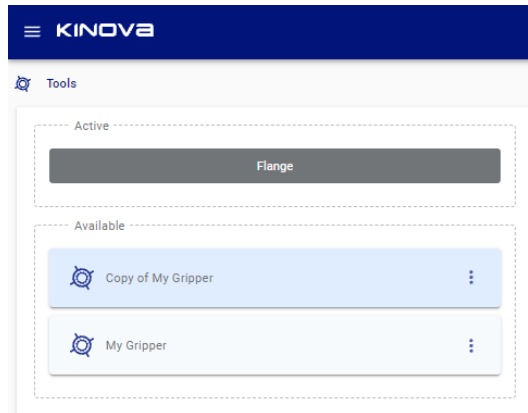 KINOVA
Tools
Active
Flange
Available
Copy of My Gripper
My Gripper